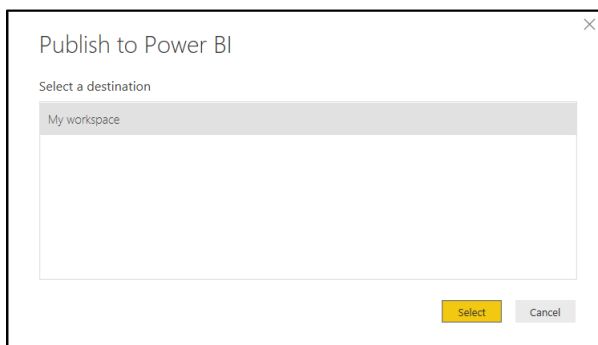 Publish to Power BI
Select a destination
My workspace
Select Cancel